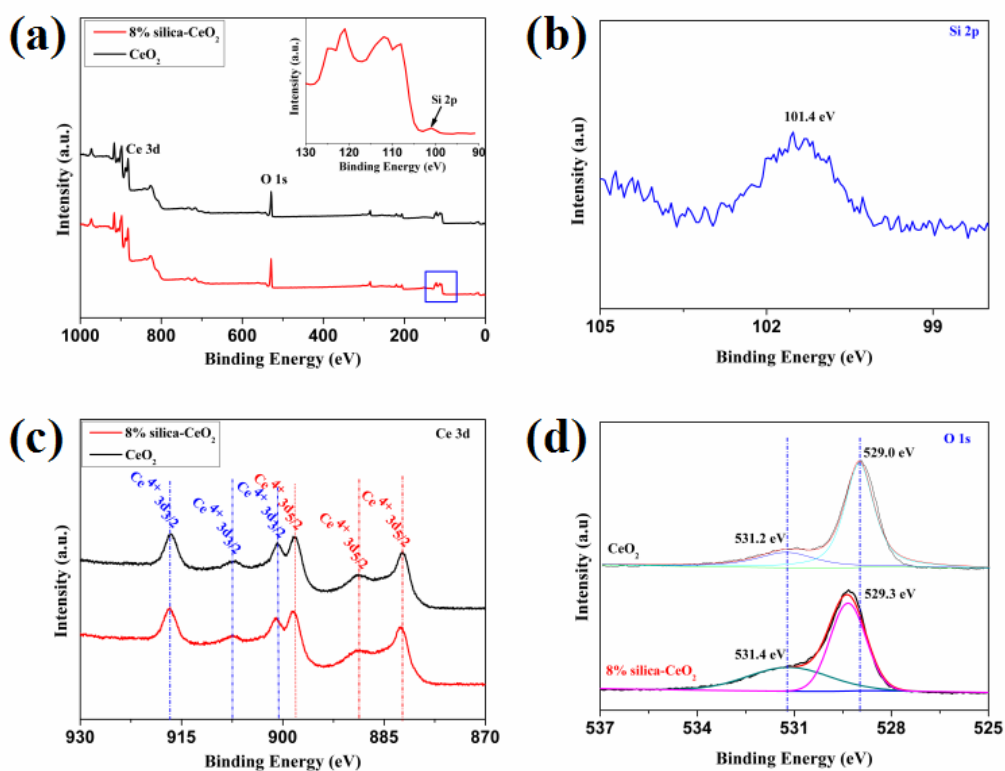 (a)
8% silica-CeO₂
CeO₂
Ce 3d
O 1s
Intensity (a.u.)
Si 2p
130 120 110 100 90
Binding Energy (eV)
Intensity (a.u.)
1000 800 600 400 200 0
Binding Energy (eV)
(b)
Si 2p
101.4 eV
Intensity (a.u.)
105 102 99
Binding Energy (eV)
(c)
8% silica-CeO₂
CeO₂
Ce 3d
Ce 4+ 3d3/2
Ce 4+ 3d3/2
Ce 4+ 3d3/2
Ce 4+ 3d5/2
Ce 4+ 3d5/2
Ce 4+ 3d5/2
Intensity (a.u.)
930 915 900 885 870
Binding Energy (eV)
(d)
O 1s
529.0 eV
531.2 eV
CeO₂
529.3 eV
531.4 eV
8% silica-CeO₂
Intensity (a.u)
537 534 531 528 525
Binding Energy (eV)